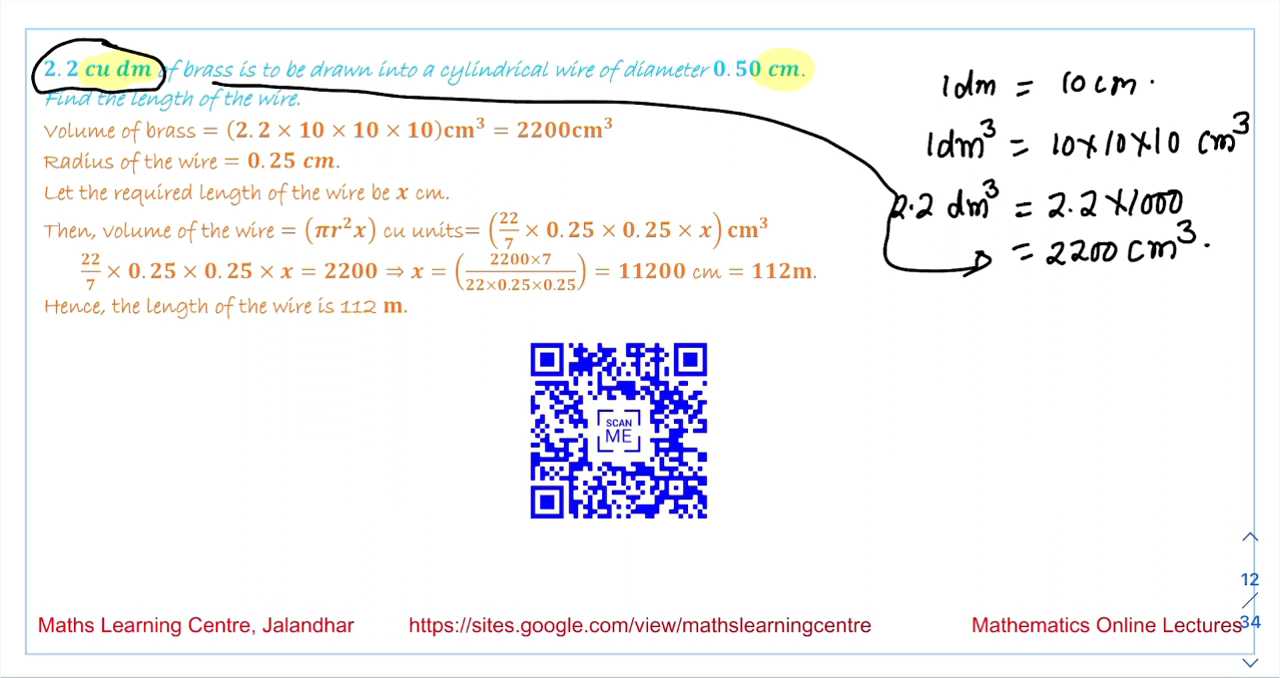 2.2 cu dm of brass is to be drawn into a cylindrical wire of diameter 0.50 cm.
Find the length of the wire.
Volume of brass = (2.2 × 10 × 10 × 10)cm³ = 2200cm³
Radius of the wire = 0.25 cm.
Let the required length of the wire be x cm.
Then, volume of the wire = (πr²x) cu units= (22/7 × 0.25 × 0.25 × x) cm³
22/7 × 0.25 × 0.25 × x = 2200 ⇒ x = (2200×7/22×0.25×0.25) = 11200 cm = 112m.
Hence, the length of the wire is 112 m.
1dm = 10cm.
1dm³ = 10×10×10 cm³
2.2 dm³ = 2.2×1000
= 2200 cm³.
SCAN
ME
12
/
34
Maths Learning Centre, Jalandhar https://sites.google.com/view/mathslearningcentre Mathematics Online Lectures